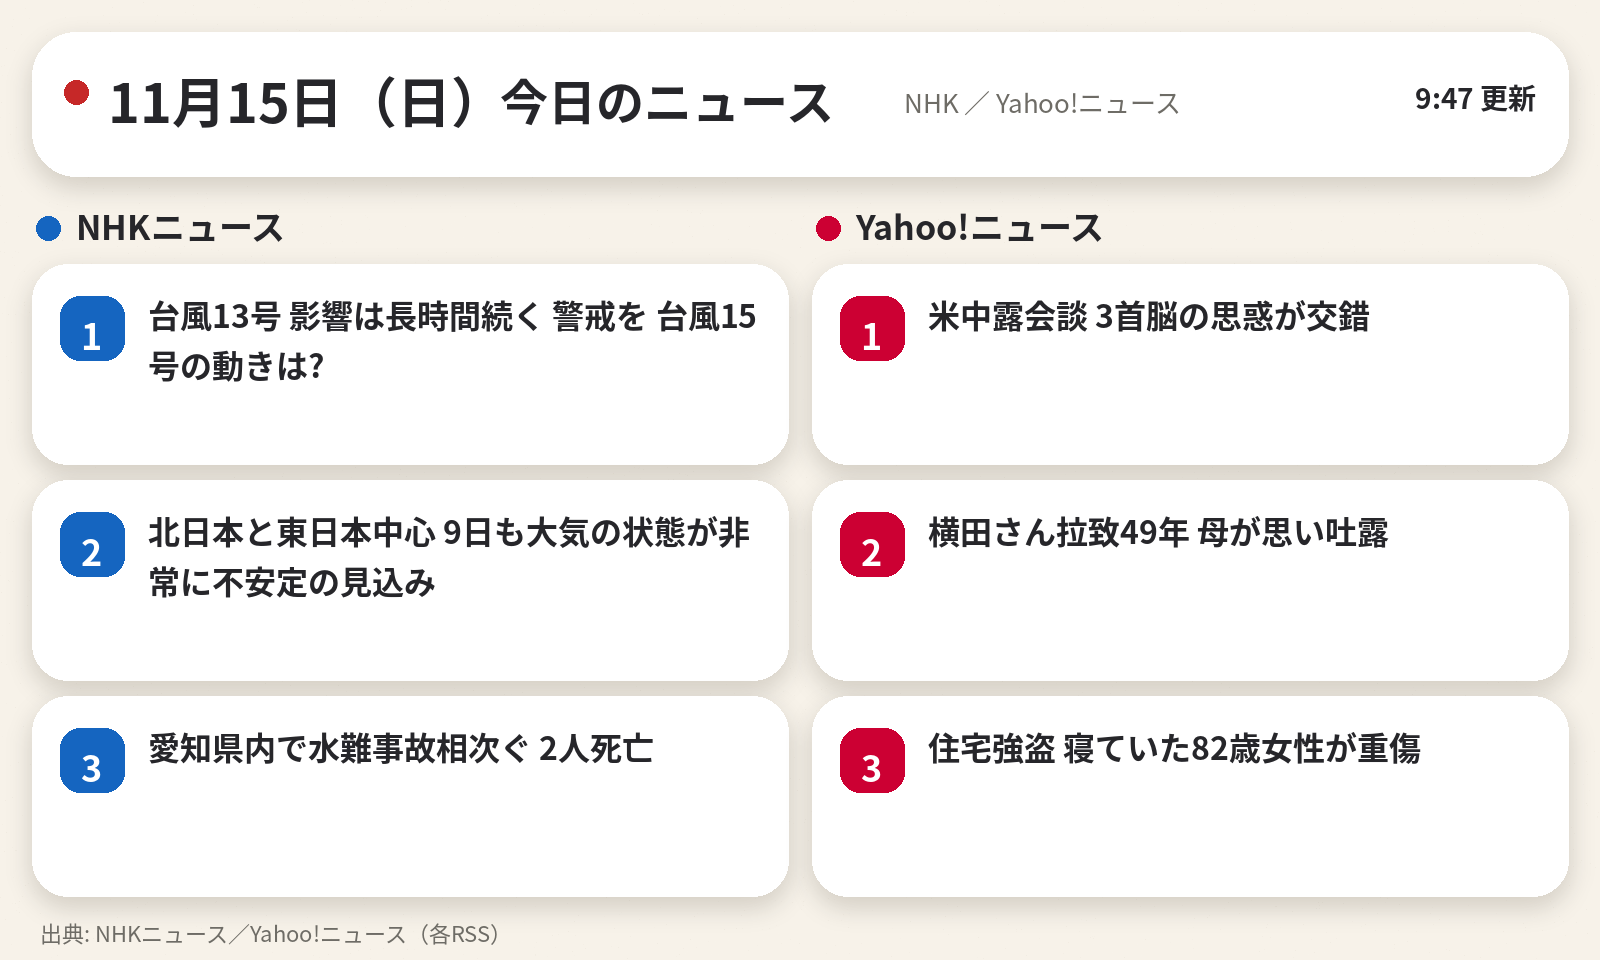 11月15日（日）今日のニュース
NHK ／ Yahoo!ニュース
9:47 更新
NHKニュース
1
台風13号 影響は長時間続く 警戒を 台風15
号の動きは?
2
北日本と東日本中心 9日も大気の状態が非
常に不安定の見込み
3
愛知県内で水難事故相次ぐ 2人死亡
Yahoo!ニュース
1
米中露会談 3首脳の思惑が交錯
2
横田さん拉致49年 母が思い吐露
3
住宅強盗 寝ていた82歳女性が重傷
出典: NHKニュース／Yahoo!ニュース（各RSS）